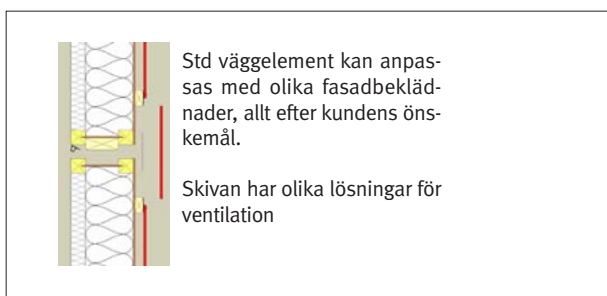 Std väggelement kan anpas-
sas med olika fasadbekläd-
nader, allt efter kundens öns-
kemål.
Skivan har olika lösningar för
ventilation